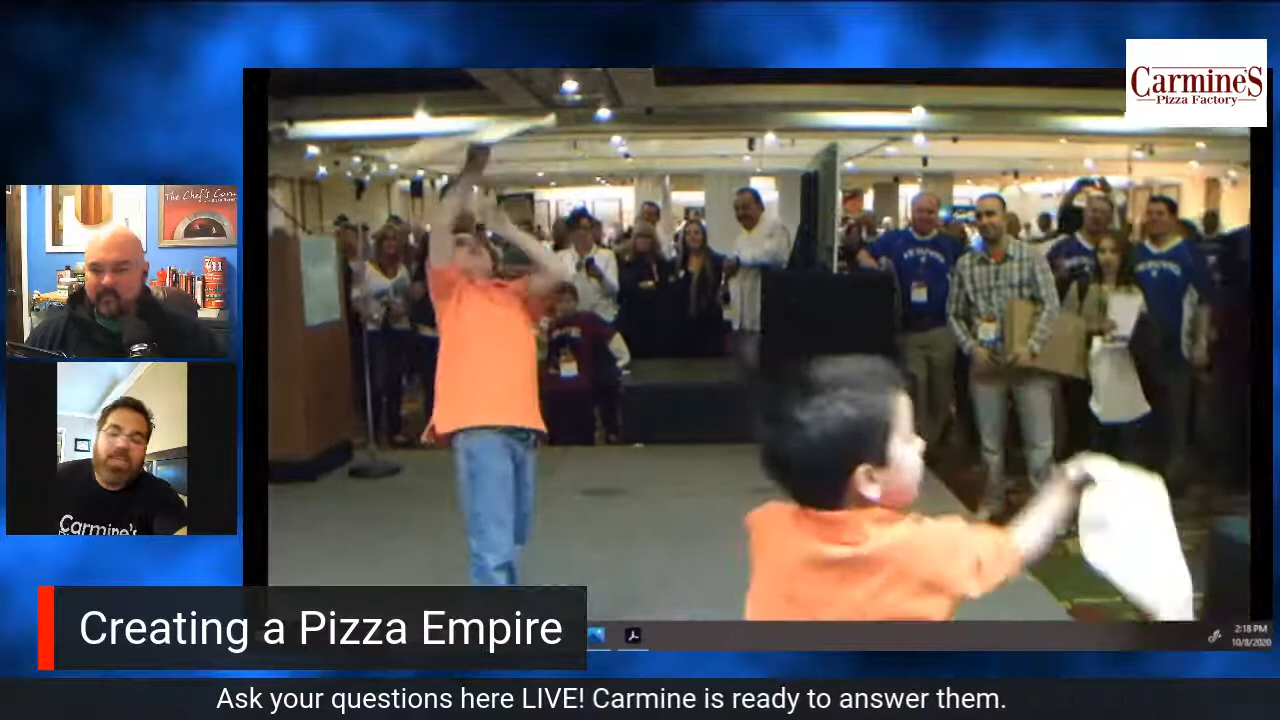 Carmine's
Pizza Factory
The Chef's
Carmine's
Creating a Pizza Empire
2:18 PM
10/8/2020
Ask your questions here LIVE! Carmine is ready to answer them.